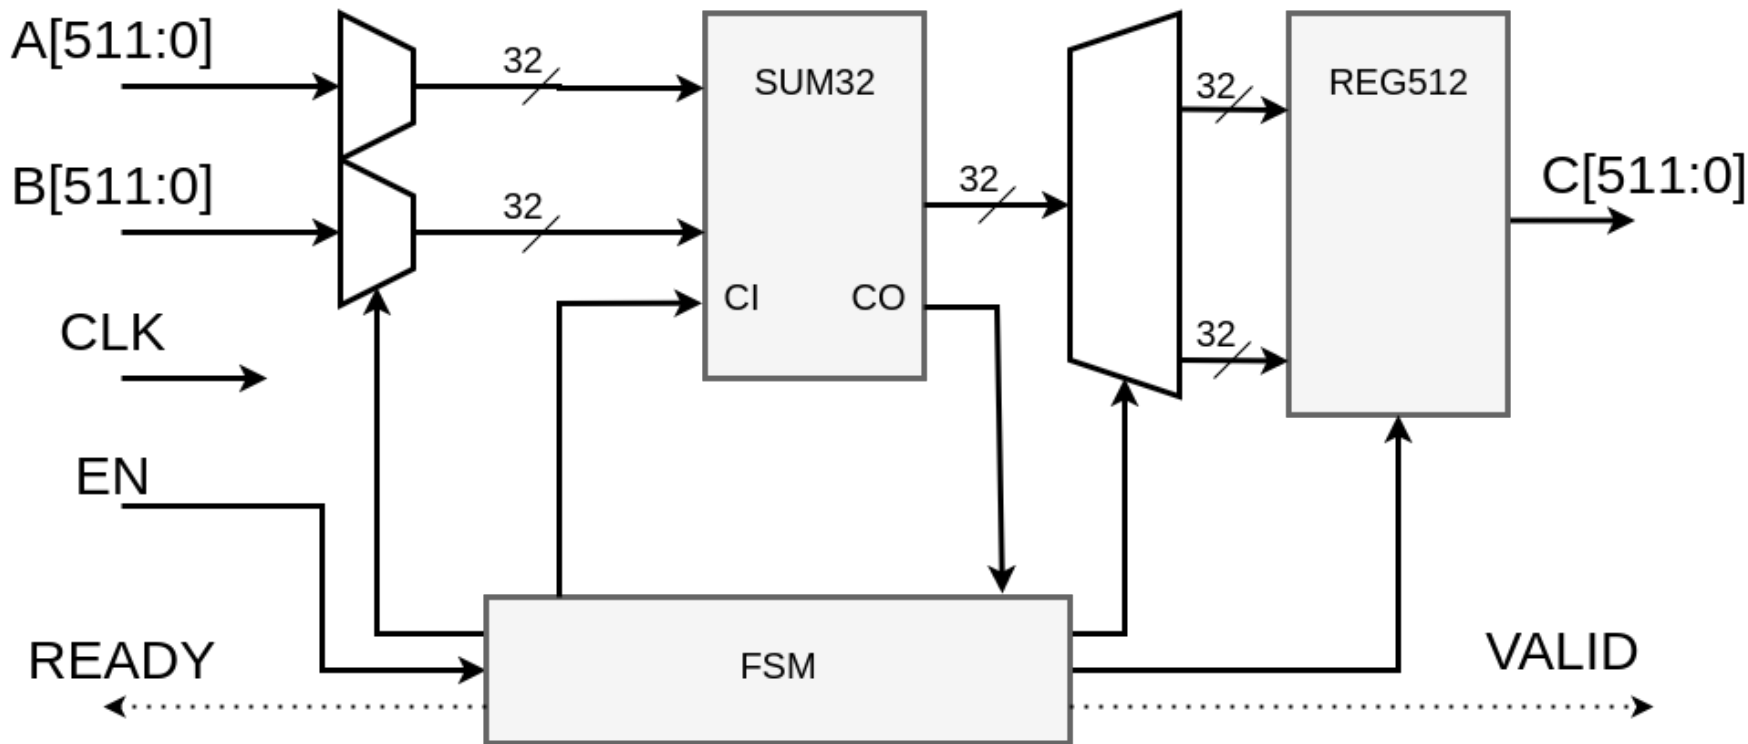 A[511:0]
32
SUM32
32
REG512
B[511:0]
32
32
C[511:0]
CLK
CI
CO
32
EN
READY
FSM
VALID